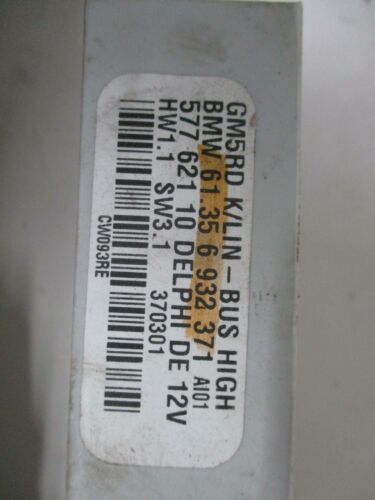 GM5RD K/LIN-BUS HIGH
BMW 61.35 6 932 371 AI01
577 621 10 DELPHI DE 12V
HW1.1 SW3.1 370301
CW093RE